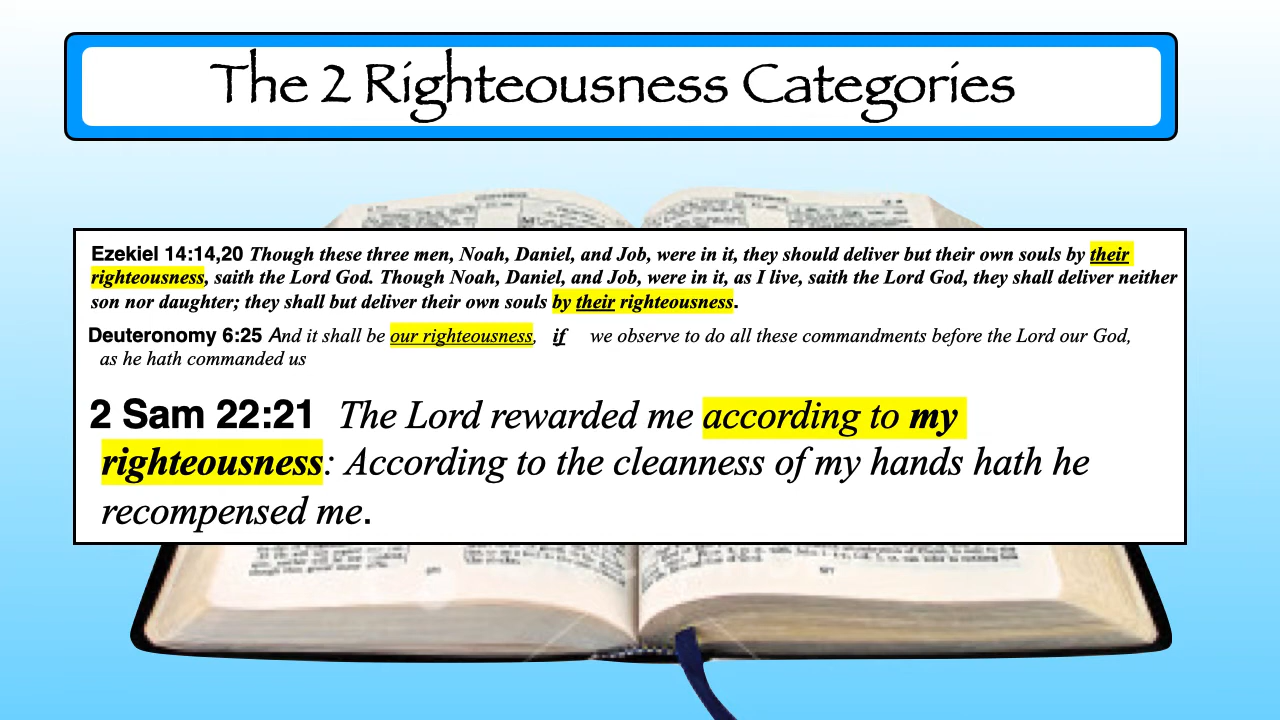 The 2 Righteousness Categories
Ezekiel 14:14,20 Though these three men, Noah, Daniel, and Job, were in it, they should deliver but their own souls by their
righteousness, saith the Lord God. Though Noah, Daniel, and Job, were in it, as I live, saith the Lord God, they shall deliver neither
son nor daughter; they shall but deliver their own souls by their righteousness.
Deuteronomy 6:25 And it shall be our righteousness, if we observe to do all these commandments before the Lord our God,
as he hath commanded us
2 Sam 22:21 The Lord rewarded me according to my
righteousness: According to the cleanness of my hands hath he
recompensed me.